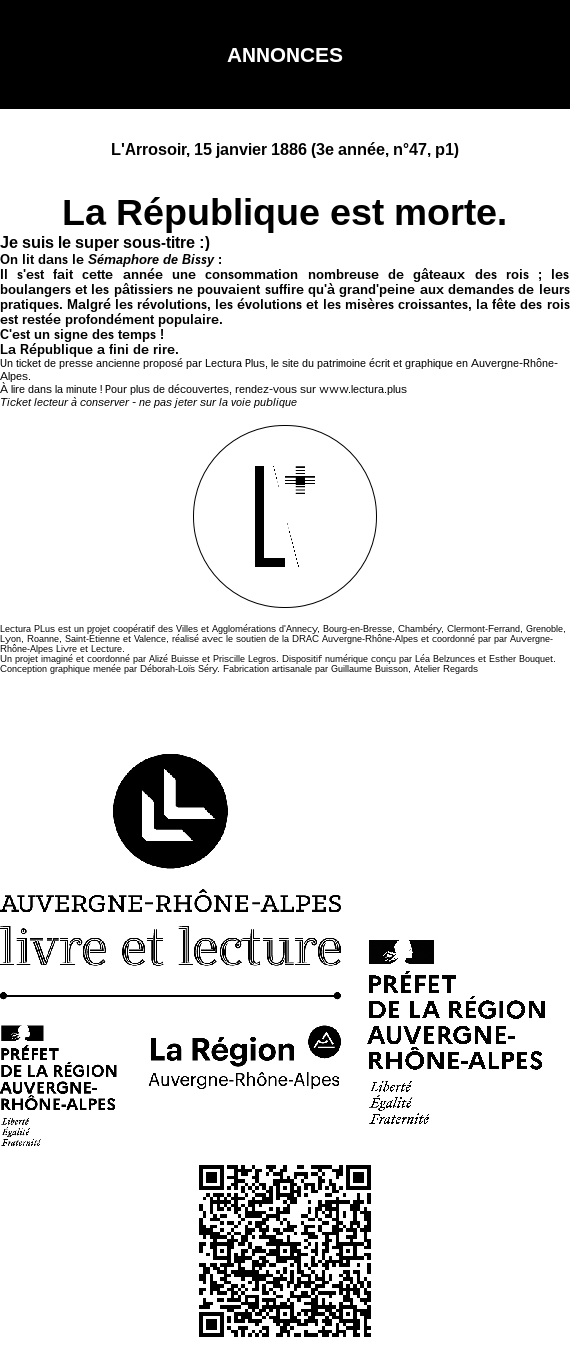 ANNONCES
L'Arrosoir, 15 janvier 1886 (3e année, n°47, p1)
La République est morte.
Je suis le super sous-titre :)
On lit dans le Sémaphore de Bissy :
Il s'est fait cette année une consommation nombreuse de gâteaux des rois ; les
boulangers et les pâtissiers ne pouvaient suffire qu'à grand'peine aux demandes de leurs
pratiques. Malgré les révolutions, les évolutions et les misères croissantes, la fête des rois
est restée profondément populaire.
C'est un signe des temps !
La République a fini de rire.
Un ticket de presse ancienne proposé par Lectura Plus, le site du patrimoine écrit et graphique en Auvergne-Rhône-
Alpes.
À lire dans la minute ! Pour plus de découvertes, rendez-vous sur www.lectura.plus
Ticket lecteur à conserver - ne pas jeter sur la voie publique
L+
Lectura PLus est un projet coopératif des Villes et Agglomérations d'Annecy, Bourg-en-Bresse, Chambéry, Clermont-Ferrand, Grenoble,
Lyon, Roanne, Saint-Etienne et Valence, réalisé avec le soutien de la DRAC Auvergne-Rhône-Alpes et coordonné par par Auvergne-
Rhône-Alpes Livre et Lecture.
Un projet imaginé et coordonné par Alizé Buisse et Priscille Legros. Dispositif numérique conçu par Léa Belzunces et Esther Bouquet.
Conception graphique menée par Déborah-Loïs Séry. Fabrication artisanale par Guillaume Buisson, Atelier Regards
AUVERGNE-RHÔNE-ALPES
livre et lecture
PRÉFET
DE LA RÉGION
AUVERGNE-
RHÔNE-ALPES
Liberté
Égalité
Fraternité
La Région
Auvergne-Rhône-Alpes
PRÉFET
DE LA RÉGION
AUVERGNE-
RHÔNE-ALPES
Liberté
Égalité
Fraternité